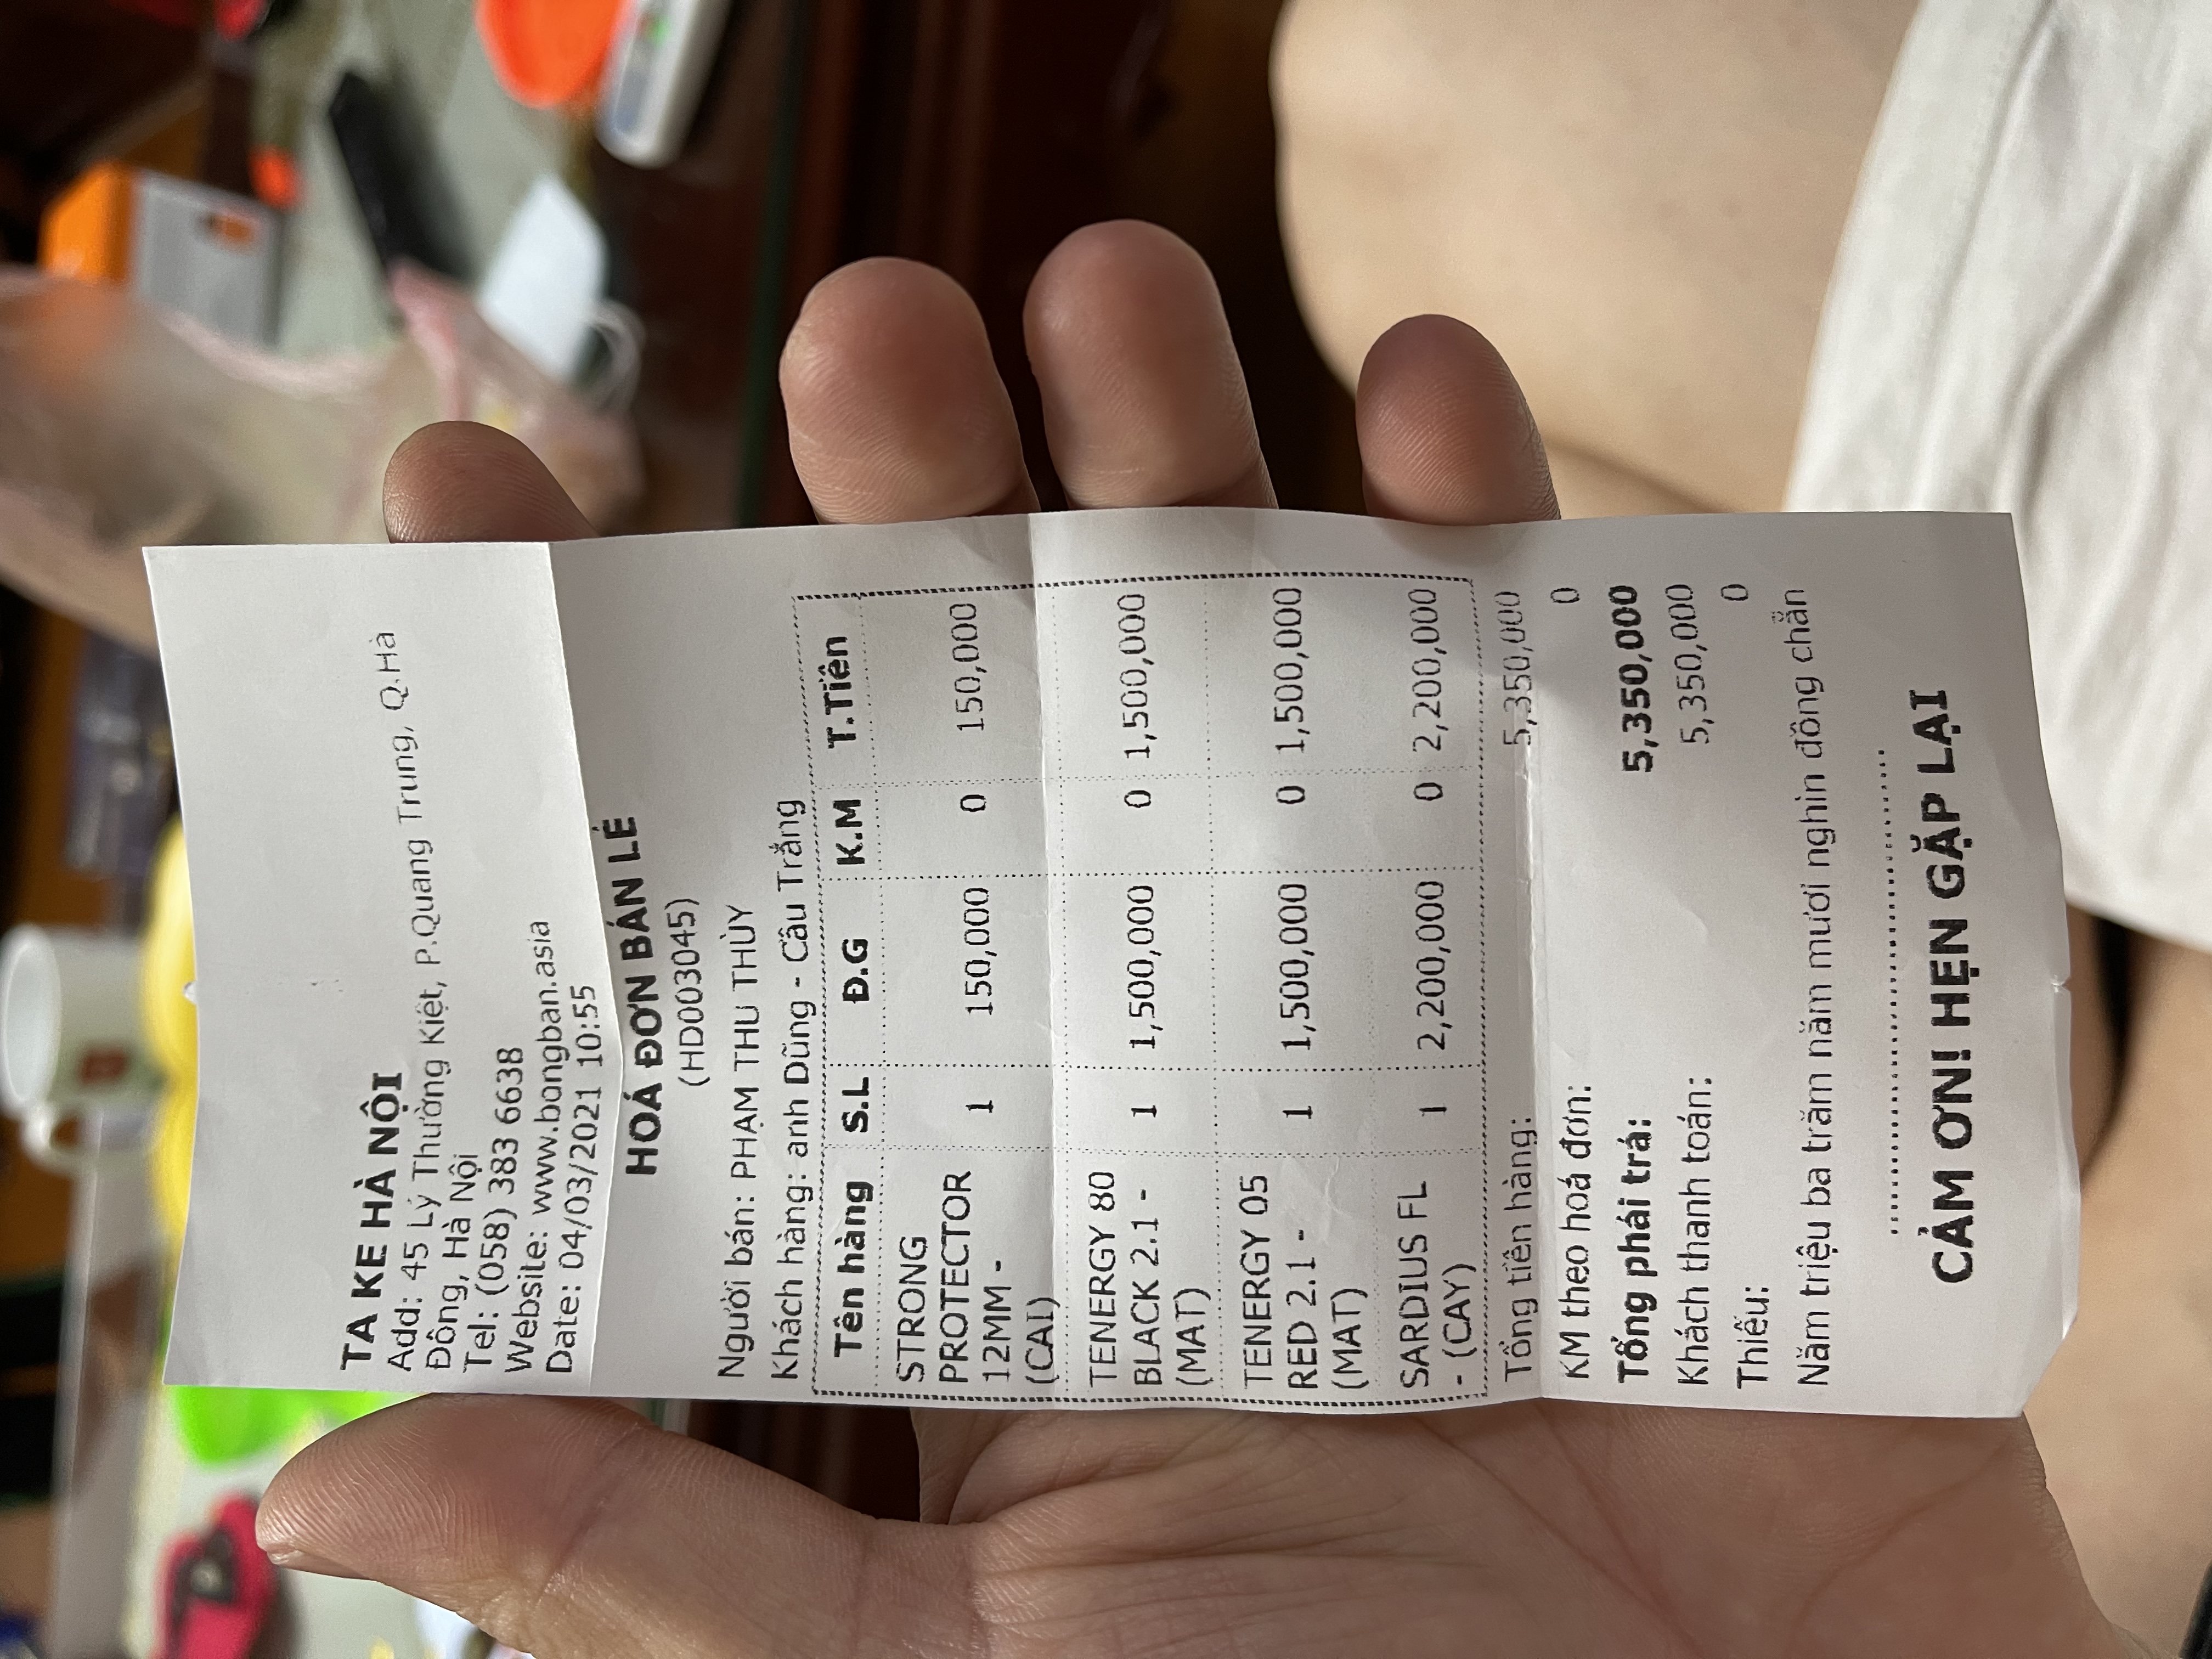 TA KE HÀ NỘI
Add: 45 Lý Thường Kiệt, P.Quang Trung, Q.Hà
Đông, Hà Nội
Tel: (058) 383 6638
Website: www.bongban.asia
Date: 04/03/2021 10:55
HOÁ ĐƠN BÁN LẺ
(HD003045)
Người bán: PHẠM THU THÙY
Khách hàng: anh Dũng - Cầu Trắng
Tên hàng S.L Đ.G K.M T.Tiền
STRONG
PROTECTOR 1 150,000 0 150,000
12MM -
(CAI)
TENERGY 80
BLACK 2.1 - 1 1,500,000 0 1,500,000
(MAT)
TENERGY 05
RED 2.1 - 1 1,500,000 0 1,500,000
(MAT)
SARDIUS FL 1 2,200,000 0 2,200,000
- (CAY)
Tổng tiền hàng: 5,350,000
KM theo hoá đơn: 0
Tổng phải trả: 5,350,000
Khách thanh toán: 5,350,000
Thiếu: 0
Năm triệu ba trăm năm mươi nghìn đồng chẵn
CẢM ƠN! HẸN GẶP LẠI